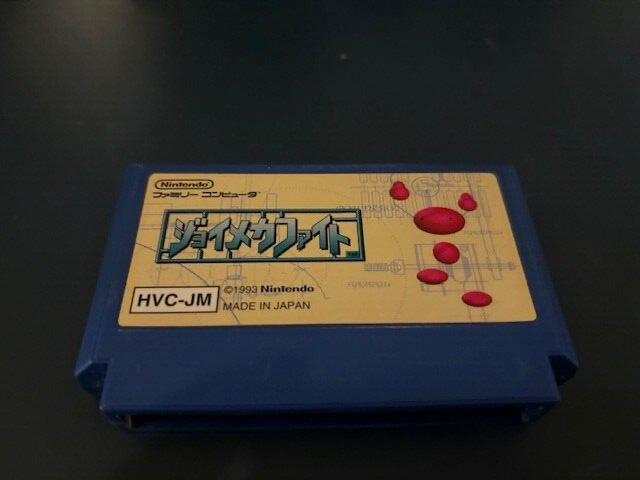 Nintendo
ファミリー コンピュータ
ジョイメカファイト
©1993 Nintendo
HVC-JM
MADE IN JAPAN